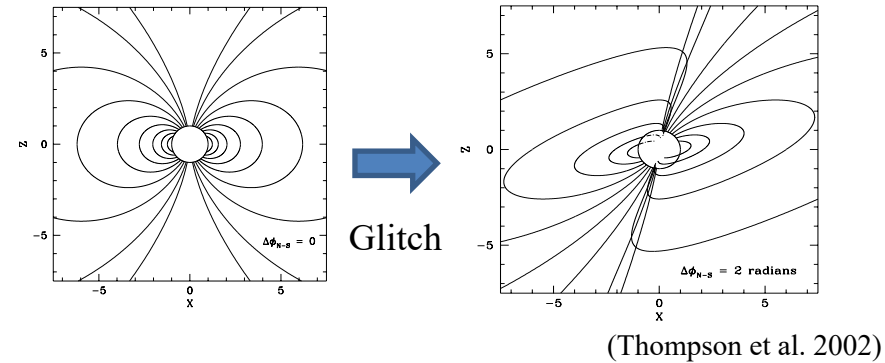 5
0
−5
Z
−5
0
5
X
Δϕ_N−S = 0
Glitch
5
0
−5
Z
−5
0
5
X
Δϕ_N−S = 2 radians
(Thompson et al. 2002)